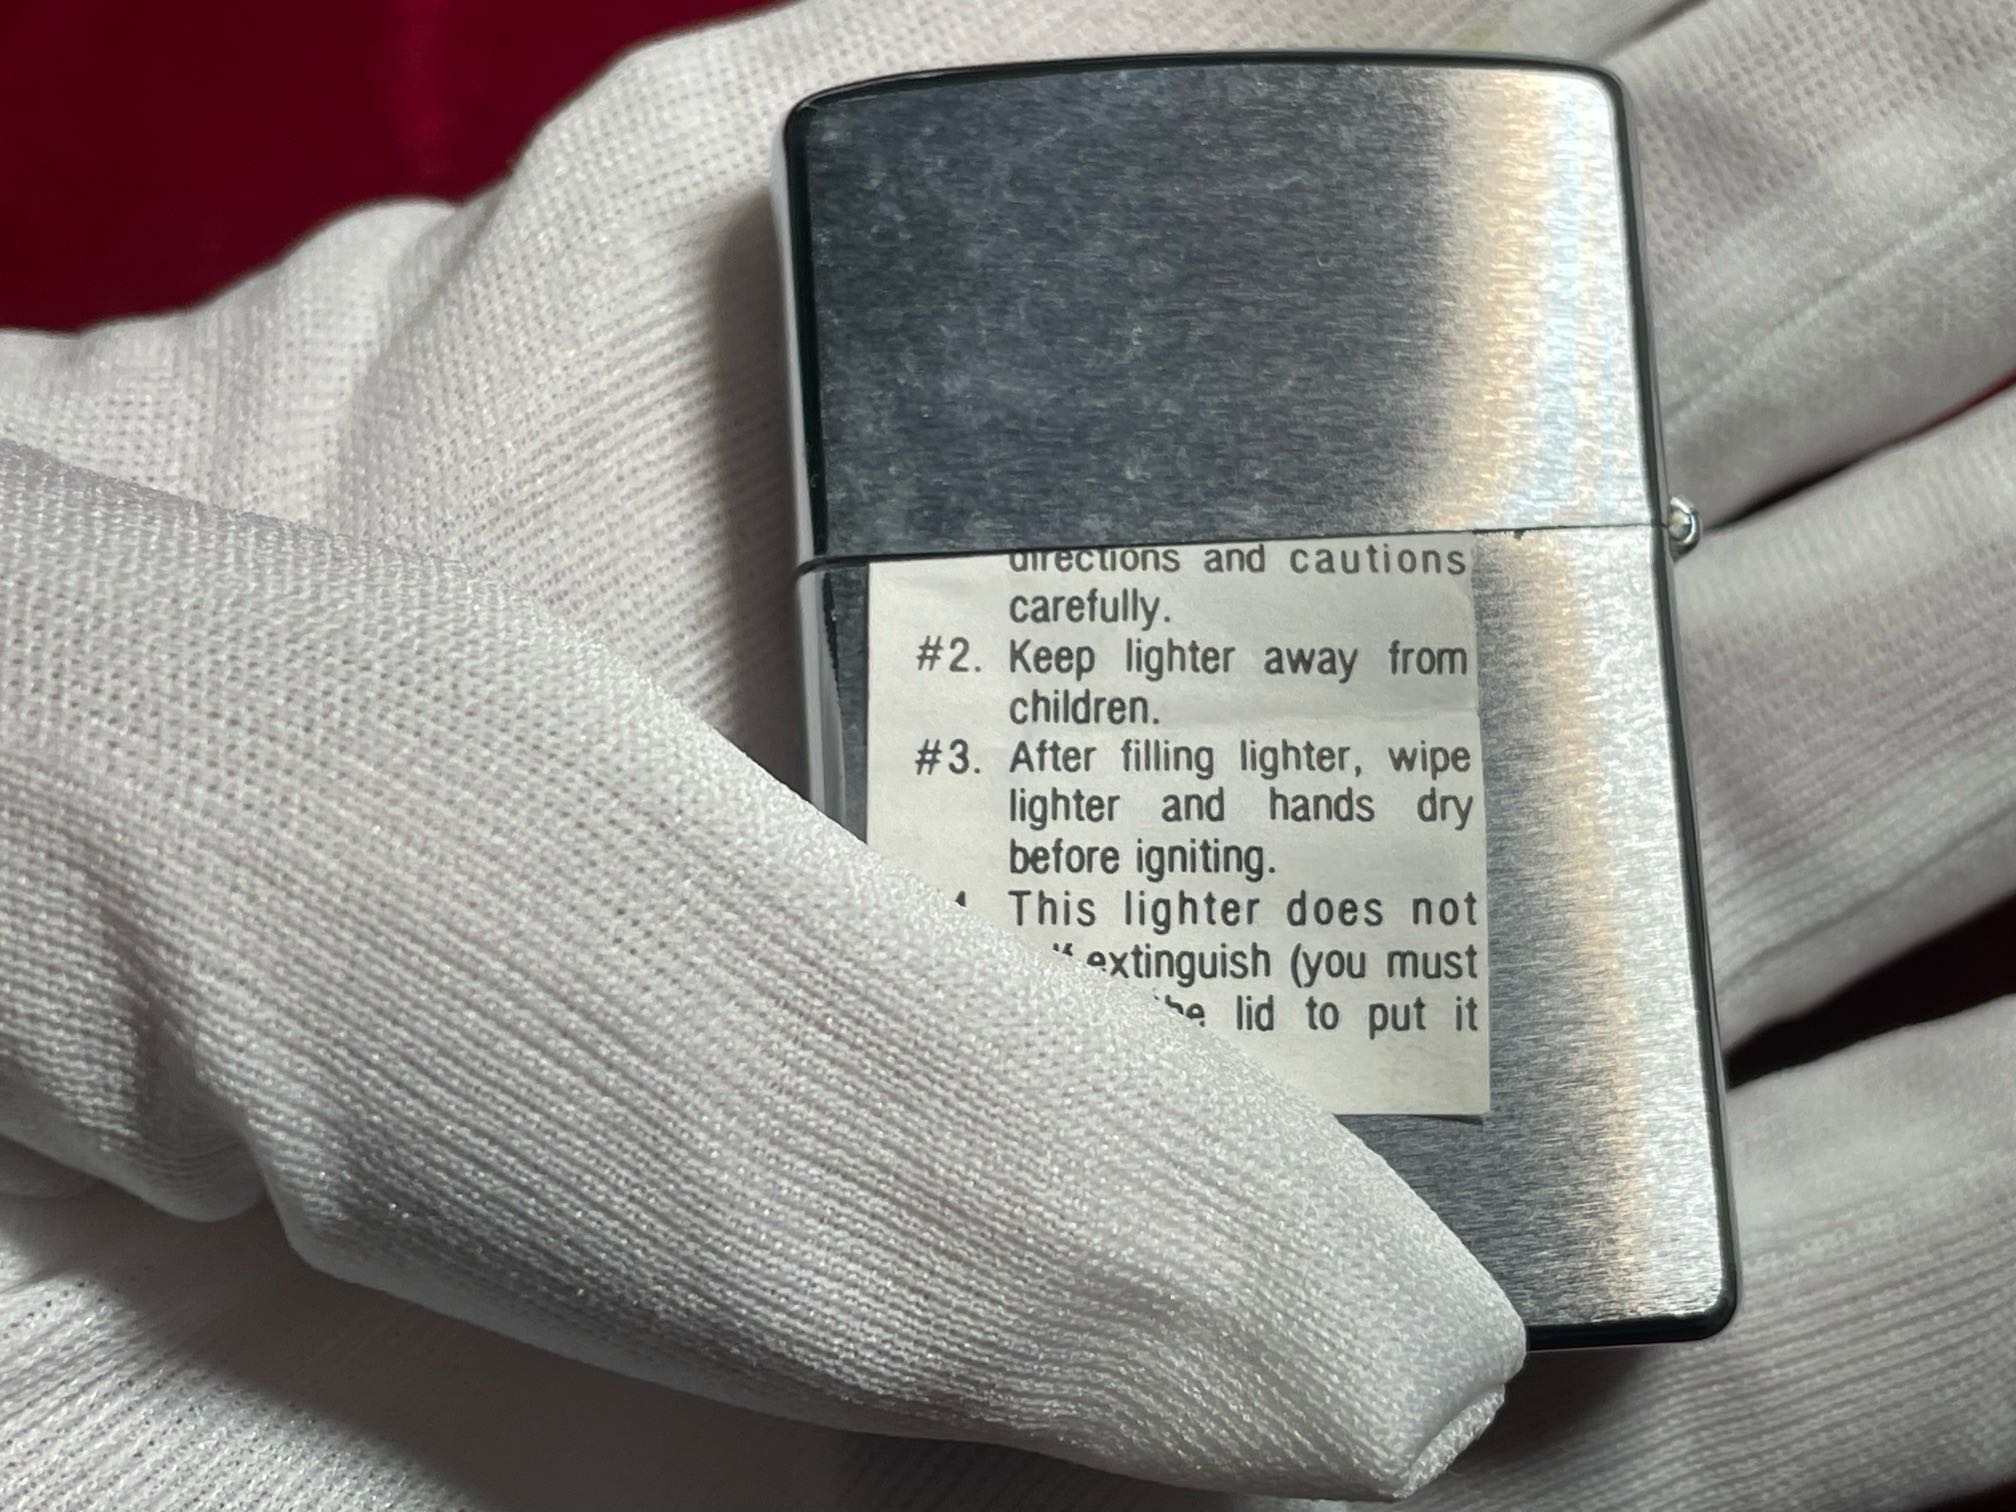 directions and cautions
carefully.
#2. Keep lighter away from
children.
#3. After filling lighter, wipe
lighter and hands dry
before igniting.
This lighter does not
extinguish (you must
lid to put it